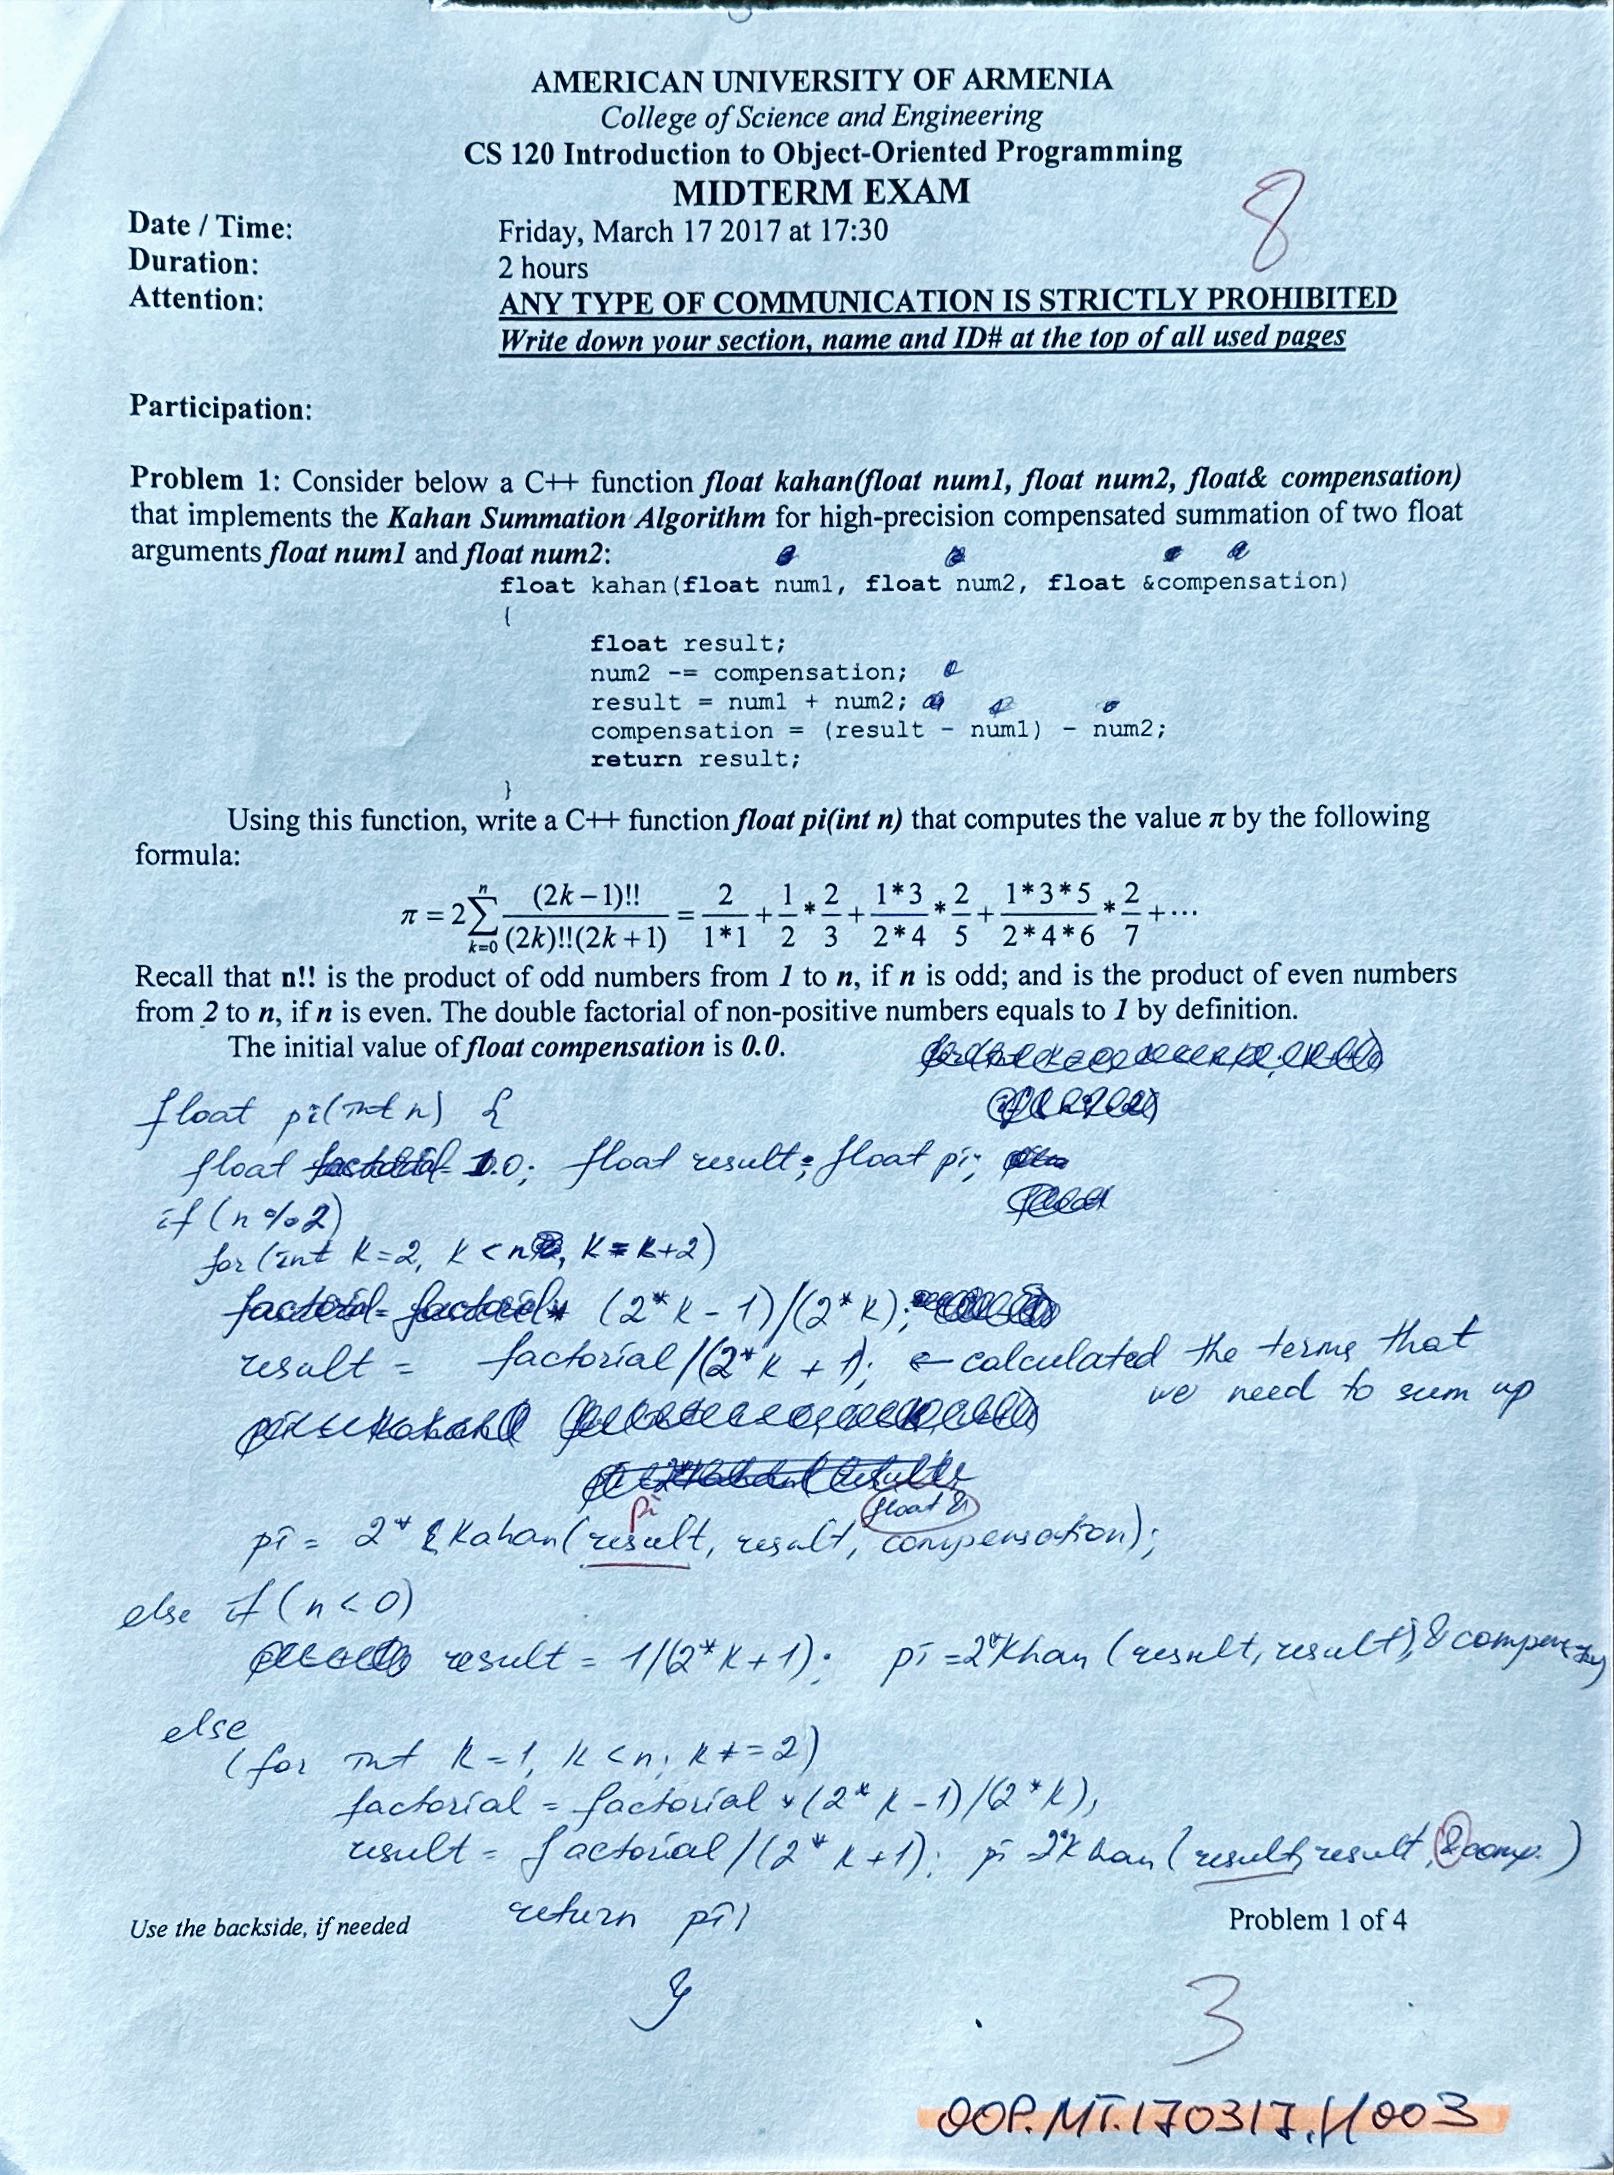 AMERICAN UNIVERSITY OF ARMENIA
College of Science and Engineering
CS 120 Introduction to Object-Oriented Programming
MIDTERM EXAM
8
Date / Time: Friday, March 17 2017 at 17:30
Duration: 2 hours
Attention: ANY TYPE OF COMMUNICATION IS STRICTLY PROHIBITED
Write down your section, name and ID# at the top of all used pages
Participation:
Problem 1: Consider below a C++ function float kahan(float num1, float num2, float& compensation)
that implements the Kahan Summation Algorithm for high-precision compensated summation of two float
arguments float num1 and float num2:
float kahan(float num1, float num2, float &compensation)
{
float result;
num2 -= compensation;
result = num1 + num2;
compensation = (result - num1) - num2;
return result;
}
Using this function, write a C++ function float pi(int n) that computes the value π by the following
formula:
π = 2 ∑_{k=0}^{n} (2k−1)!! / ((2k)!!(2k+1)) = 2/(1*1) + 1/2 * 2/3 + (1*3)/(2*4) * 2/5 + (1*3*5)/(2*4*6) * 2/7 + ⋯
Recall that n!! is the product of odd numbers from 1 to n, if n is odd; and is the product of even numbers
from 2 to n, if n is even. The double factorial of non-positive numbers equals to 1 by definition.
The initial value of float compensation is 0.0.
float pi(int n) {
float factorial = 1.0; float result; float pi;
if (n%2)
for (int k=2, k<n, k=k+2)
factorial = factorial * (2*k-1)/(2*k);
result = factorial/(2*k+1); ← calculated the terms that
we need to sum up
pi float &
pi = 2* Kahan(result, result, compensation);
else if (n<0)
result = 1/(2*k+1); pi=2*Khan (result, result), &
else
(for int k=1, k<n; k+=2)
factorial = factorial * (2*k-1)/(2*k),
result = factorial/(2*k+1); pi 2*Khan (result, result, &comp.)
return pi;
}
Use the backside, if needed Problem 1 of 4
3
OOP.MT.170317.H003